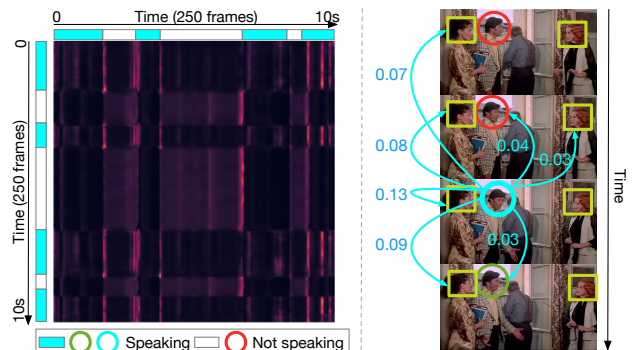 Time (250 frames)
0
10s
0
Time (250 frames)
10s
Speaking
Not speaking
0.07
0.08
0.04
0.03
0.13
0.09
0.03
Time